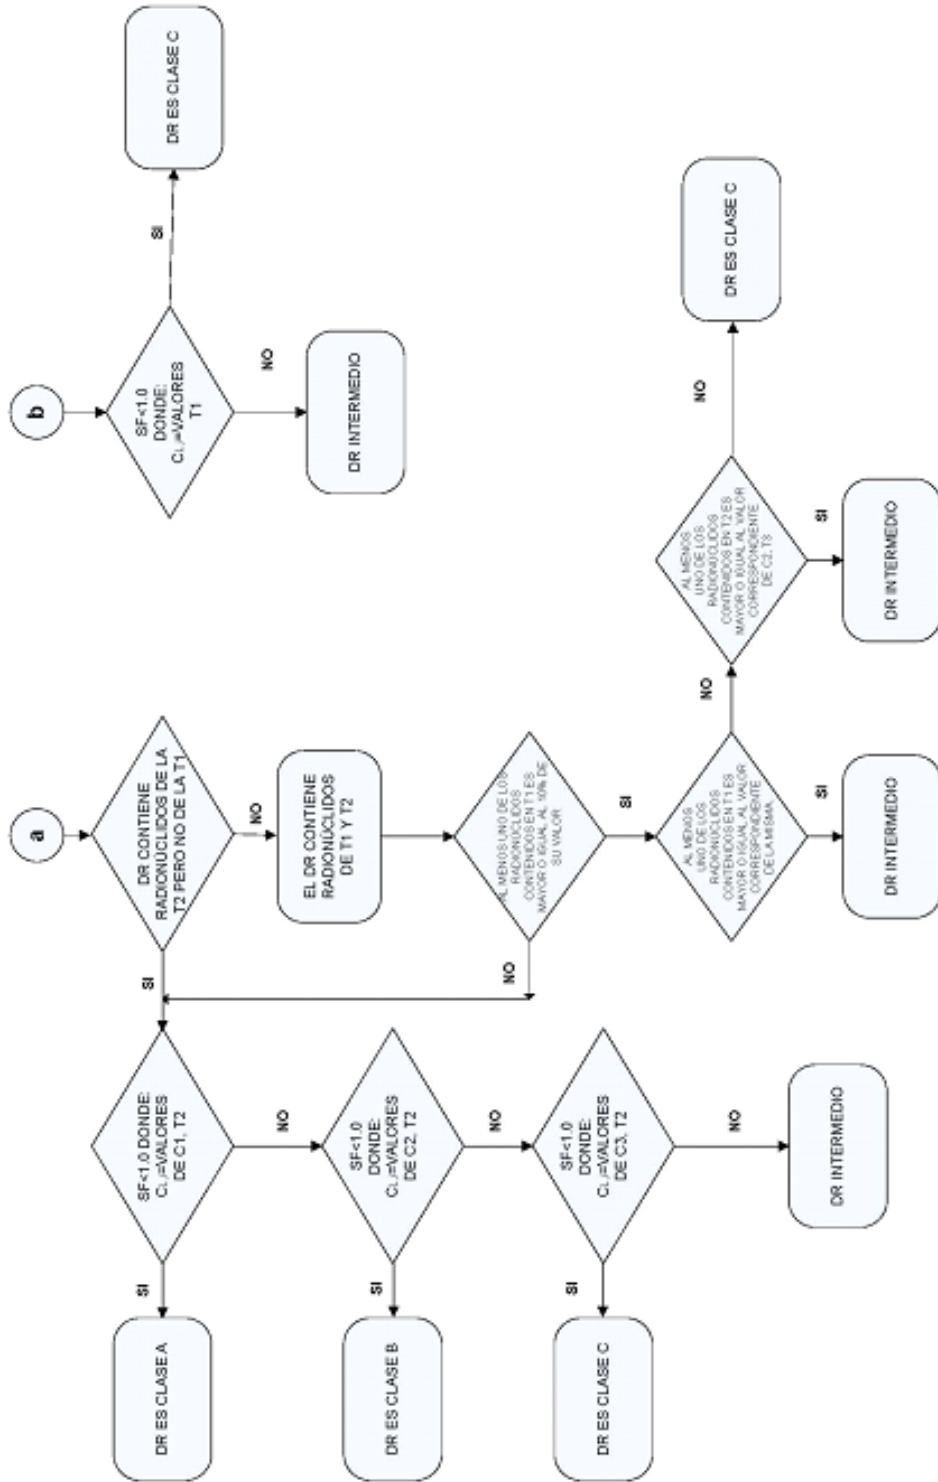 a
DR CONTIENE
RADIONÚCLIDOS DE LA
T2 PERO NO DE LA T1
SI
NO
SF<1.0 DONDE:
Ci,j=VALORES
DE C1, T2
SI
NO
DR ES CLASE A
SF<1.0
DONDE:
Ci,j=VALORES
DE C2, T2
SI
NO
DR ES CLASE B
SF<1.0
DONDE:
Ci,j=VALORES
DE C3, T2
SI
NO
DR ES CLASE C
DR INTERMEDIO
EL DR CONTIENE
RADIONÚCLIDOS
DE T1 Y T2
AL MENOS UNO DE LOS
RADIONÚCLIDOS
CONTENIDOS EN T1 ES
MAYOR O IGUAL AL 10% DE
SU VALOR
NO
SI
AL MENOS
UNO DE LOS
RADIONÚCLIDOS
CONTENIDOS EN T1 ES
MAYOR O IGUAL AL VALOR
CORRESPONDIENTE
DE LA MISMA
SI
NO
DR INTERMEDIO
AL MENOS
UNO DE LOS
RADIONÚCLIDOS
CONTENIDOS EN T2 ES
MAYOR O IGUAL AL VALOR
CORRESPONDIENTE
DE C2, T3
SI
NO
DR INTERMEDIO
DR ES CLASE C
b
SF<1.0
DONDE:
Ci,j=VALORES
T1
SI
NO
DR ES CLASE C
DR INTERMEDIO